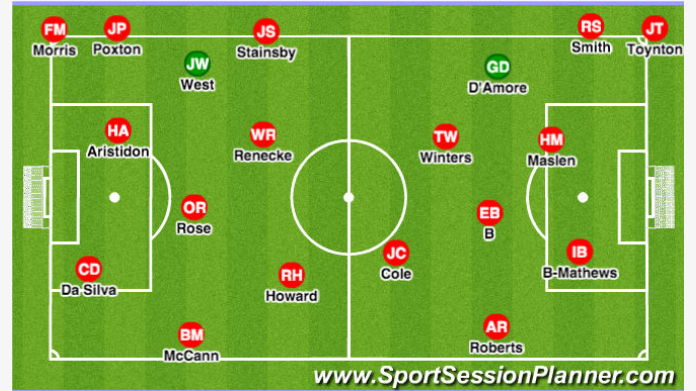 FM
Morris
JP
Poxton
JS
Stainsby
RS
Smith
JT
Toynton
JW
West
GD
D'Amore
HA
Aristidon
WR
Renecke
TW
Winters
HM
Maslen
OR
Rose
EB
B
CD
Da Silva
RH
Howard
JC
Cole
IB
B-Mathews
BM
McCann
AR
Roberts
www.SportSessionPlanner.com